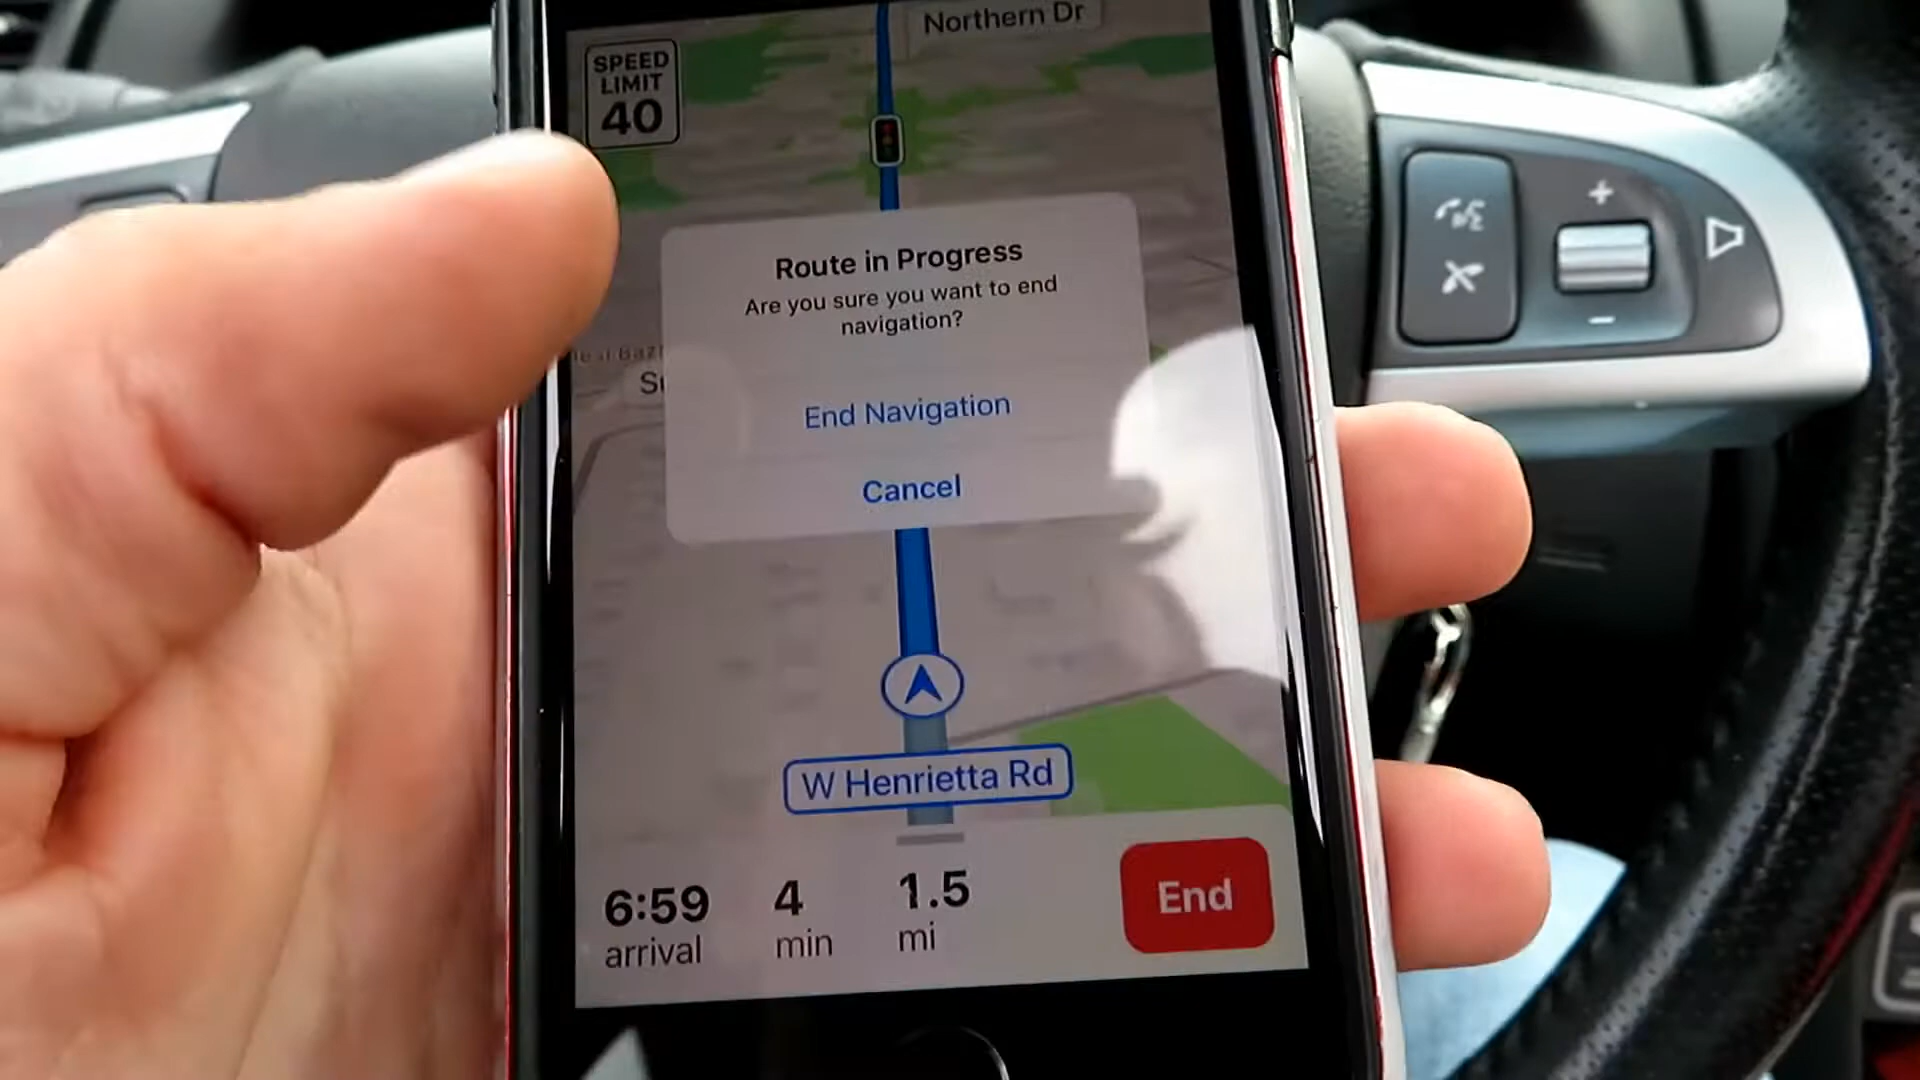 Northern Dr
SPEED
LIMIT
40
Route in Progress
Are you sure you want to end
navigation?
End Navigation
Cancel
W Henrietta Rd
6:59
arrival
4
min
1.5
mi
End
+
−